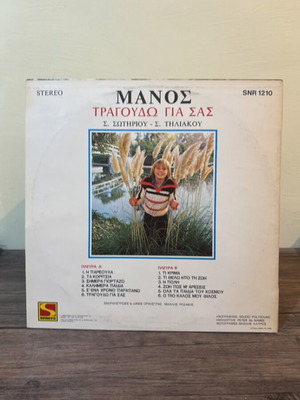 STEREO
SNR 1210
ΜΑΝΟΣ
ΤΡΑΓΟΥΔΩ ΓΙΑ ΣΑΣ
Σ. ΣΩΤΗΡΙΟΥ - Σ. ΤΗΛΙΑΚΟΥ
ΠΛΕΥΡΑ Α'
1. Η ΠΑΡΕΟΥΛΑ
2. ΤΑ ΚΟΡΙΤΣΙΑ
3. ΣΗΜΕΡΑ ΓΙΟΡΤΑΖΩ
4. ΚΑΛΗΜΕΡΑ ΠΑΙΔΙΑ
5. Σ' ΕΝΑ ΧΡΟΝΟ ΠΑΡΑΠΑΝΩ
6. ΤΡΑΓΟΥΔΩ ΓΙΑ ΣΑΣ
ΠΛΕΥΡΑ Β'
1. ΤΙ ΚΡΙΜΑ
2. ΤΙ ΘΕΛΩ ΑΠΟ ΤΗ ΖΩΗ
3. Η ΠΟΛΗ
4. ΖΩΗ ΠΩΣ Μ' ΑΡΕΣΕΙΣ
5. ΟΛΑ ΤΑ ΠΑΙΔΙΑ ΤΟΥ ΚΟΣΜΟΥ
6. Ο ΠΙΟ ΚΑΛΟΣ ΜΟΥ ΦΙΛΟΣ
S